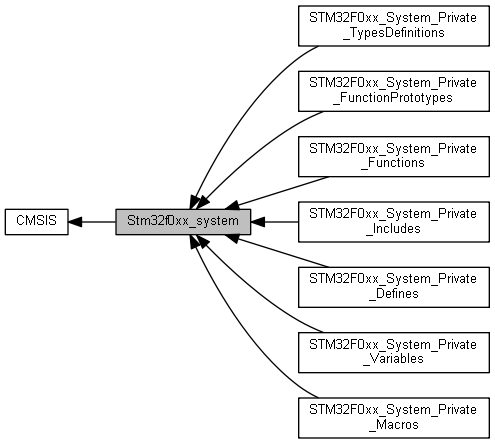 STM32F0xx_System_Private
_TypesDefinitions
STM32F0xx_System_Private
_FunctionPrototypes
STM32F0xx_System_Private
_Functions
CMSIS
Stm32f0xx_system
STM32F0xx_System_Private
_Includes
STM32F0xx_System_Private
_Defines
STM32F0xx_System_Private
_Variables
STM32F0xx_System_Private
_Macros